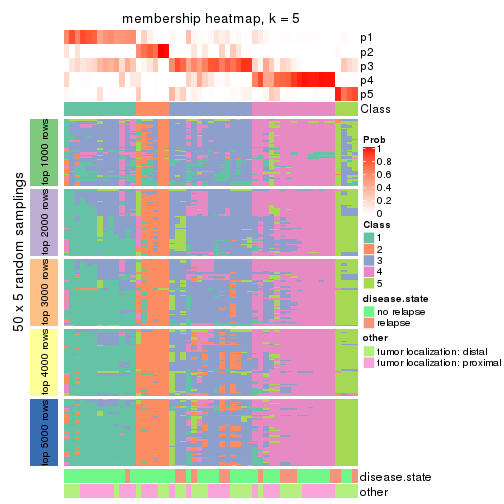 membership heatmap, k = 5
p1
p2
p3
p4
p5
Class
50 x 5 random samplings
top 1000 rows
top 2000 rows
top 3000 rows
top 4000 rows
top 5000 rows
disease.state
other
Prob
1
0.8
0.6
0.4
0.2
0
Class
1
2
3
4
5
disease.state
no relapse
relapse
other
tumor localization: distal
tumor localization: proximal